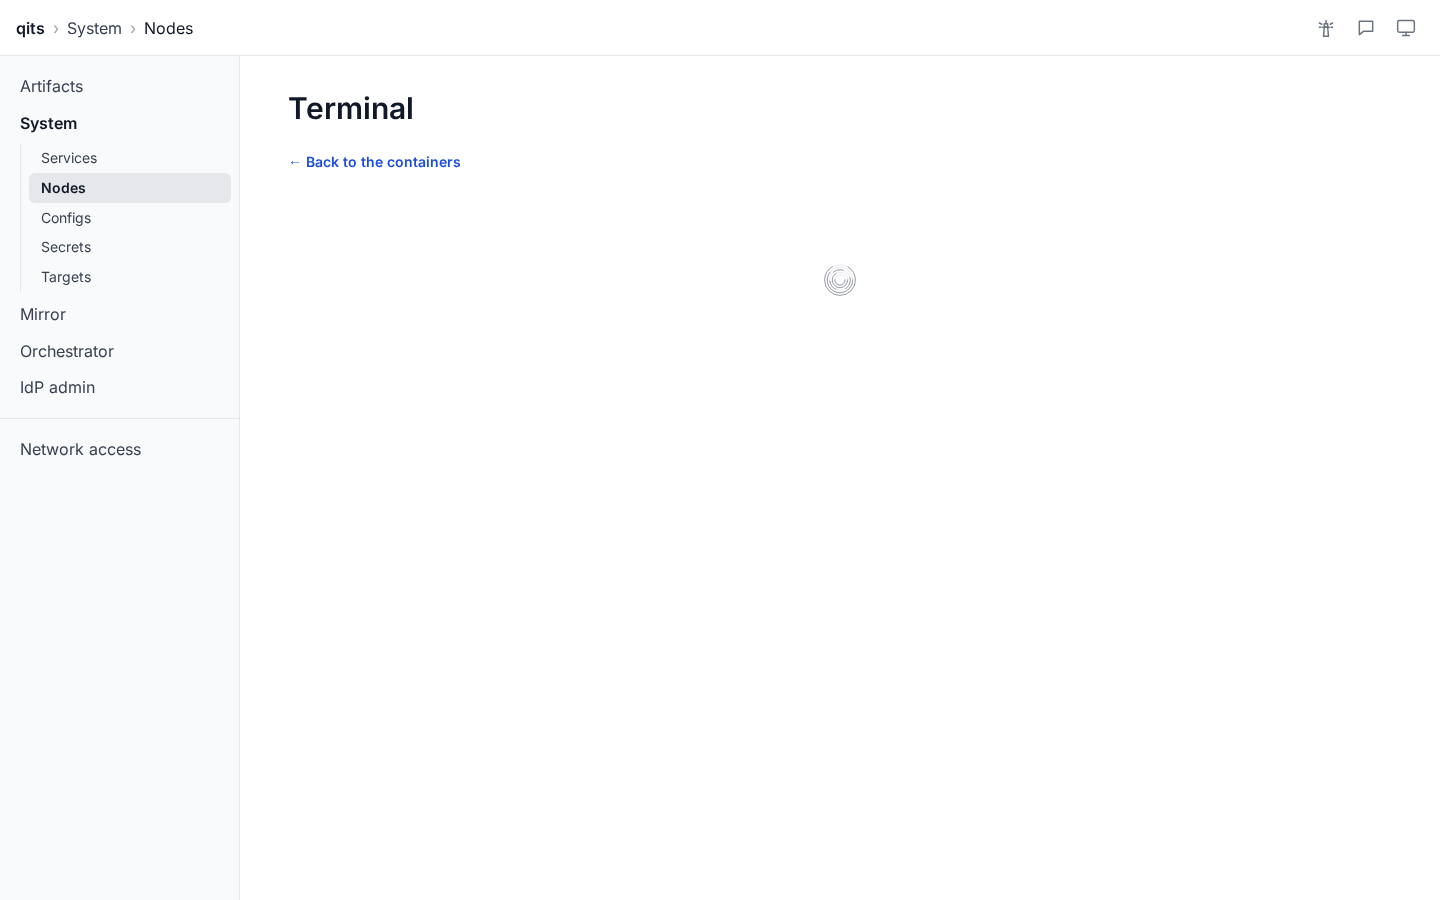 qits › System › Nodes
Artifacts
System
Services
Nodes
Configs
Secrets
Targets
Mirror
Orchestrator
IdP admin
Network access
Terminal
← Back to the containers